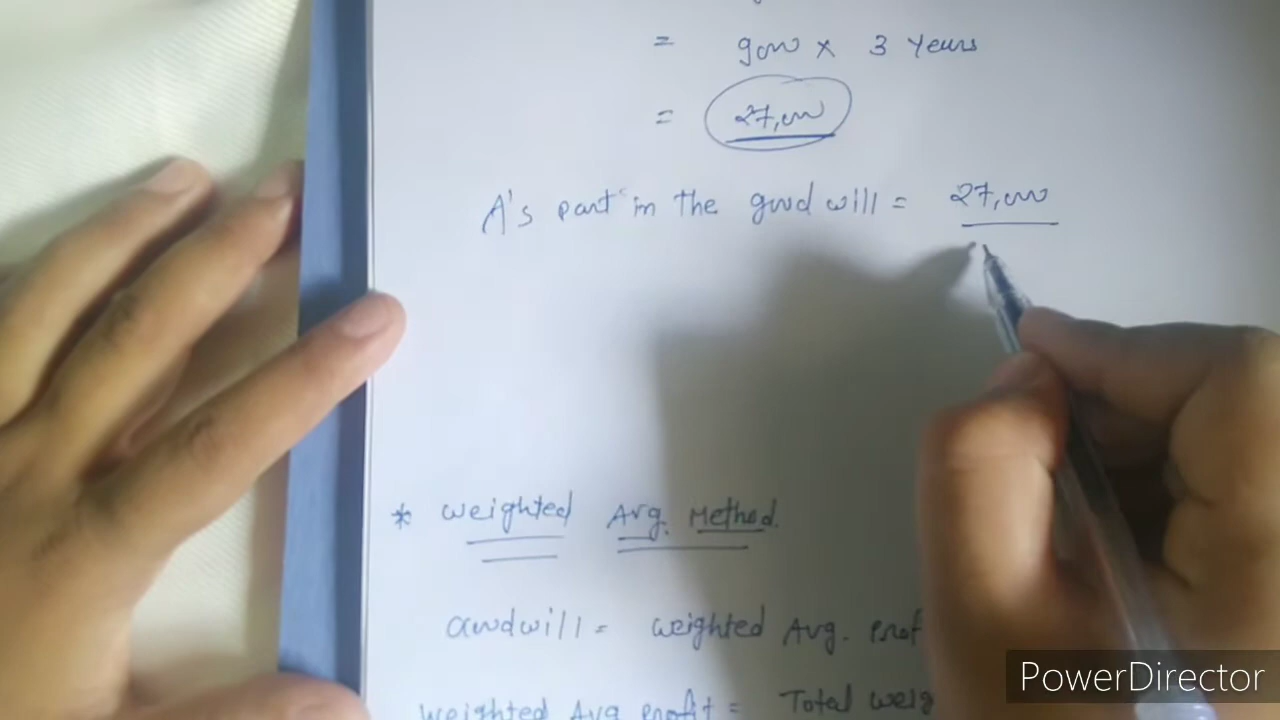 = 9000 x 3 Years
= 27,000
A's part in the goodwill = 27,000
* Weighted Avg. Method.
Goodwill = Weighted Avg. Prof
Weighted Avg Profit = Total Weig
PowerDirector